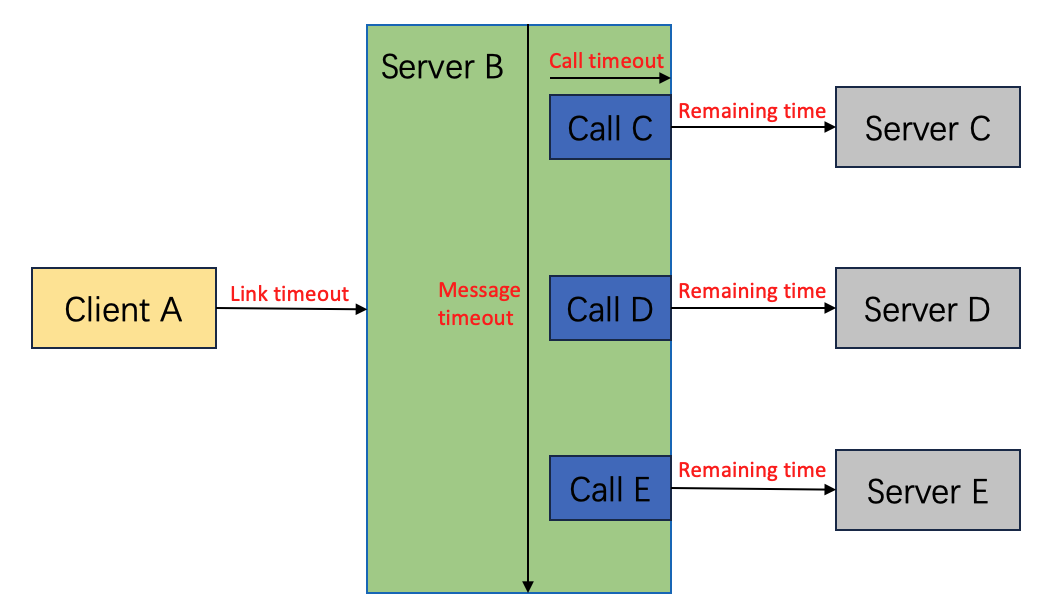 Server B
Call timeout
Call C
Remaining time
Server C
Client A
Link timeout
Message
timeout
Call D
Remaining time
Server D
Call E
Remaining time
Server E